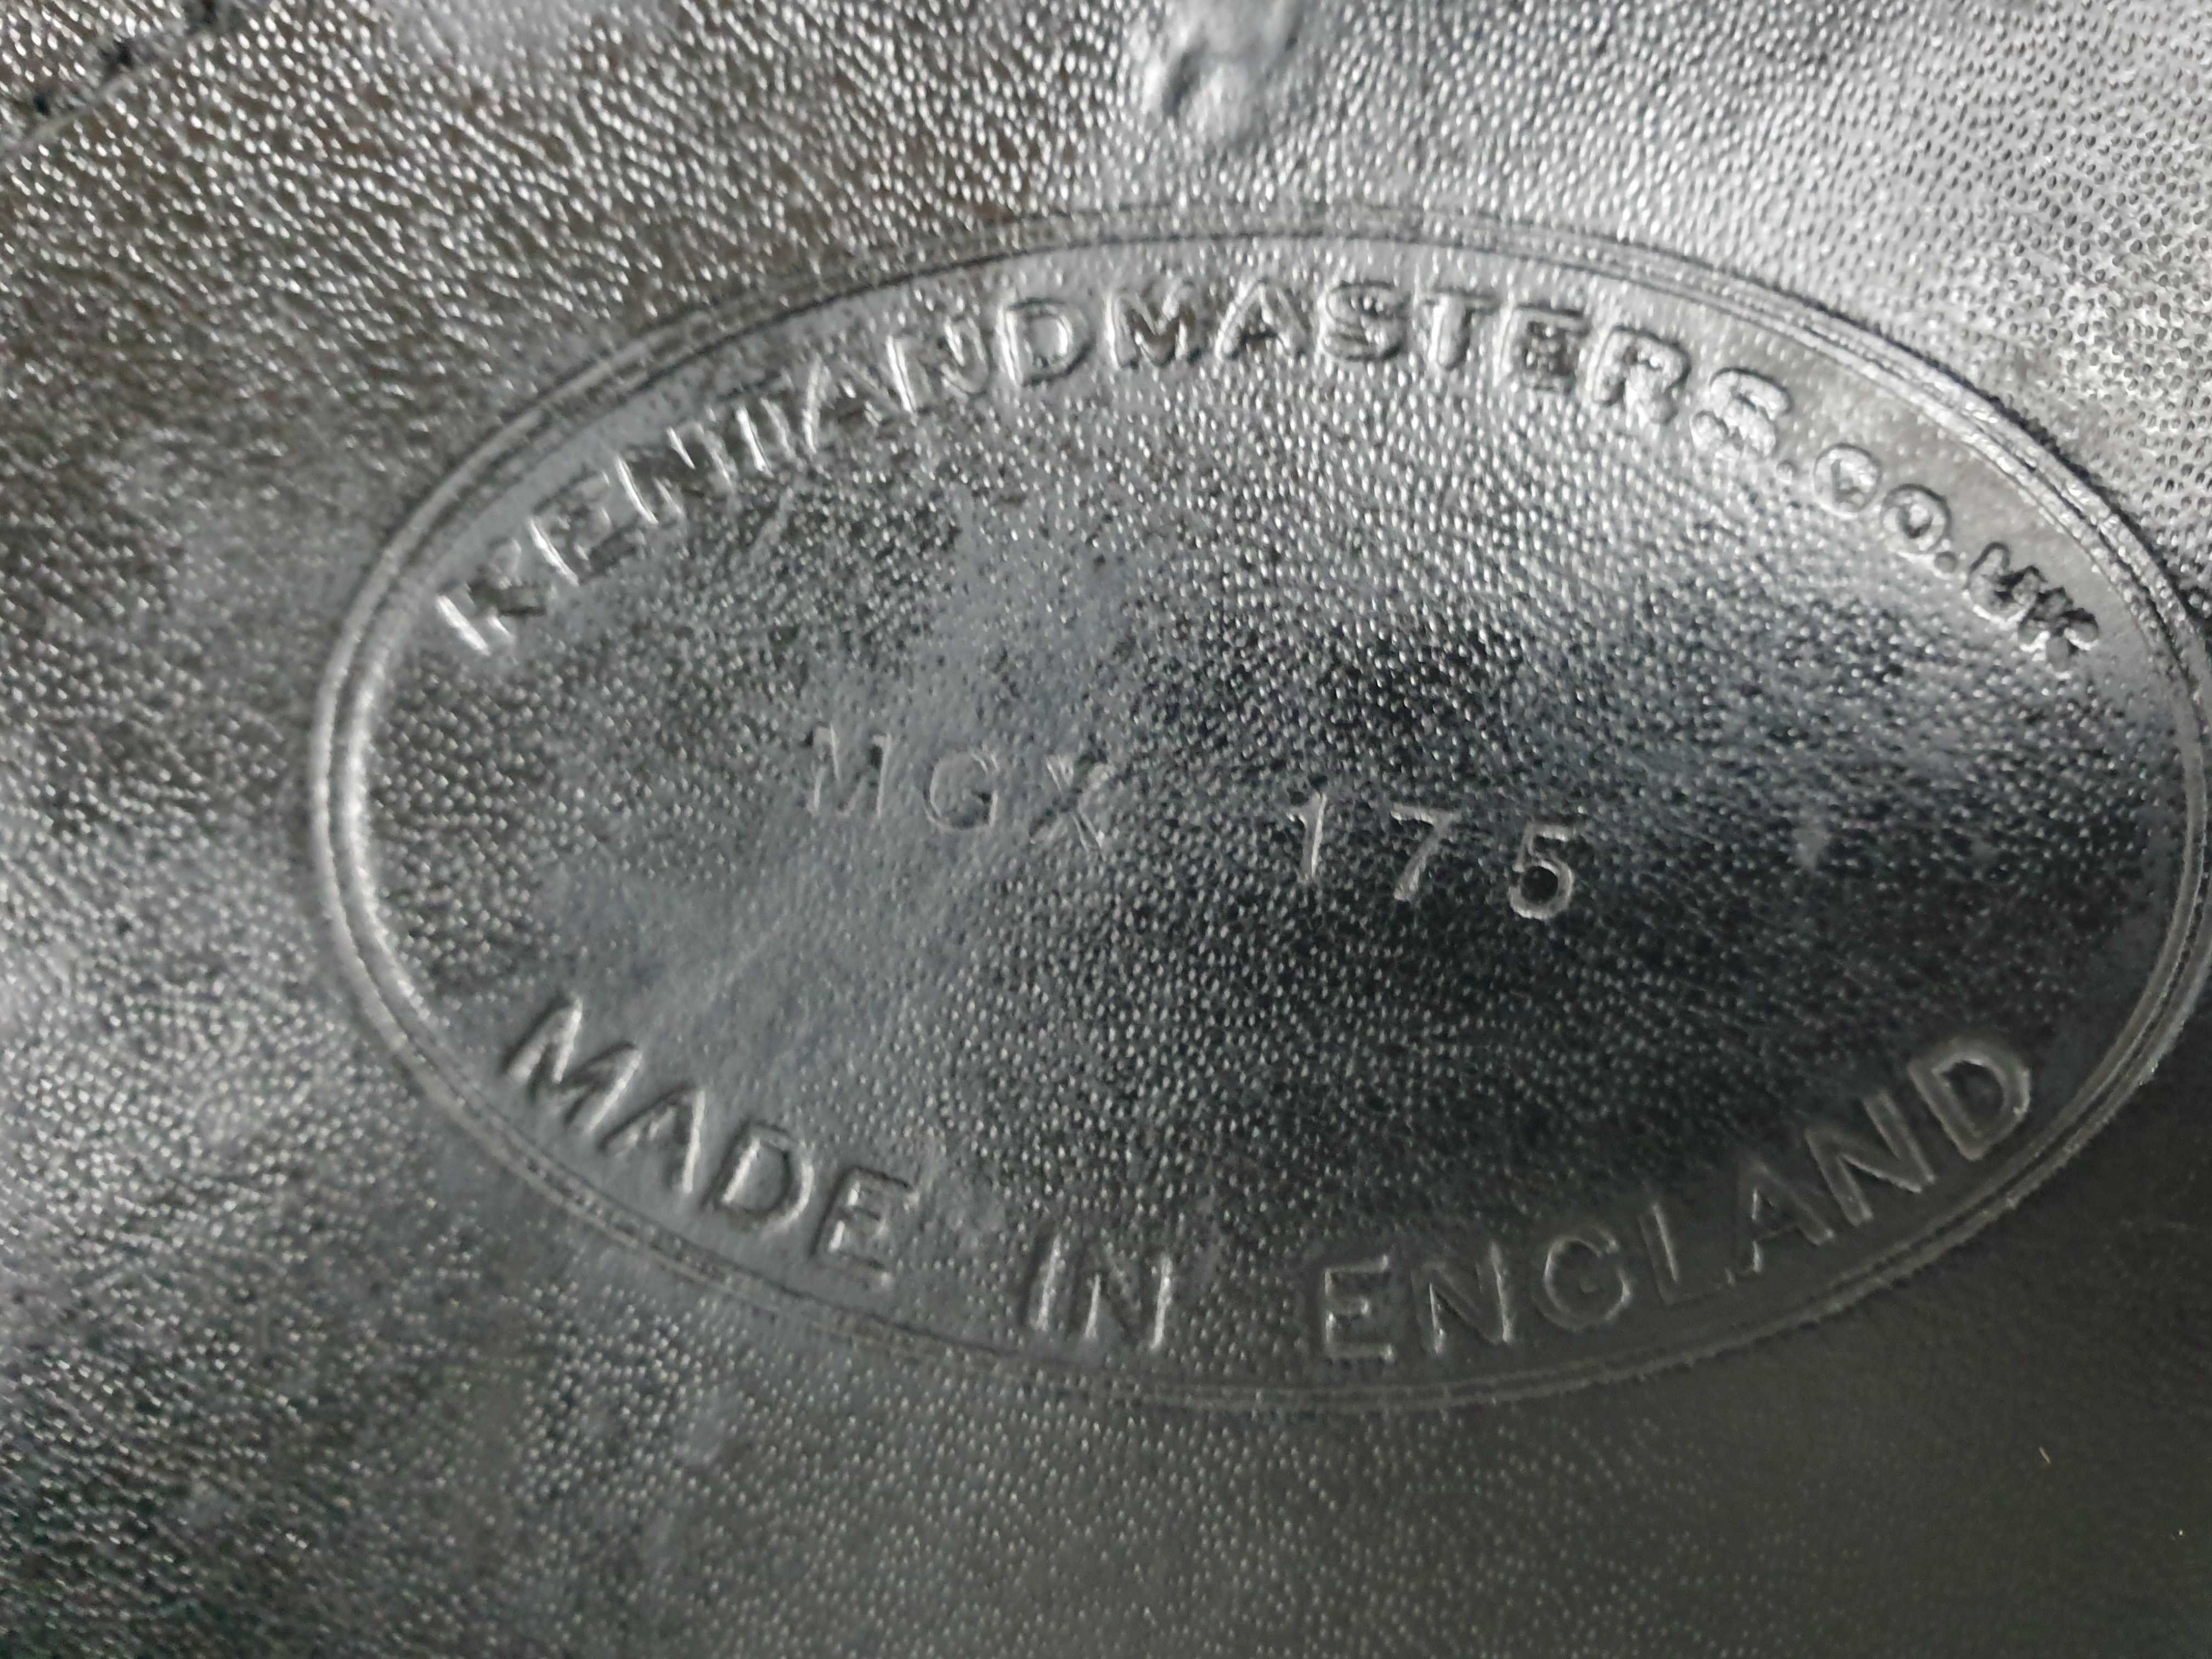 KENTANDMASTERS.CO.UK
MGX 175
MADE IN ENGLAND